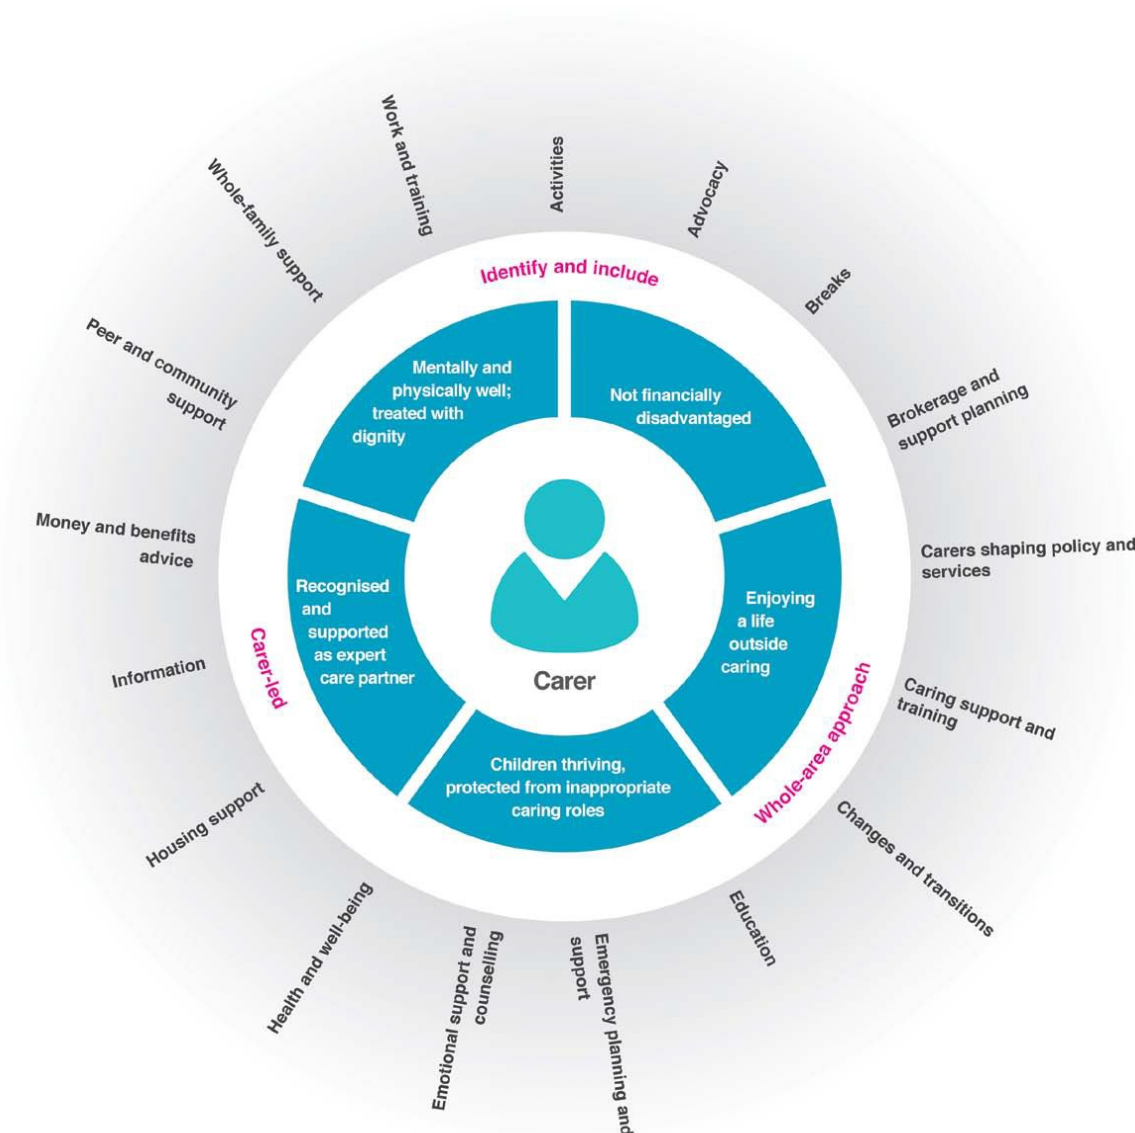 Activities
Advocacy
Breaks
Brokerage and
support planning
Carers shaping policy and
services
Caring support and
training
Changes and transitions
Education
Emergency planning and
support
Emotional support and
counselling
Health and well-being
Housing support
Information
Money and benefits
advice
Peer and community
support
Whole-family support
Work and training
Identify and include
Whole-area approach
Carer-led
Not financially
disadvantaged
Enjoying
a life
outside
caring
Children thriving,
protected from inappropriate
caring roles
Recognised
and
supported
as expert
care partner
Mentally and
physically well;
treated with
dignity
Carer